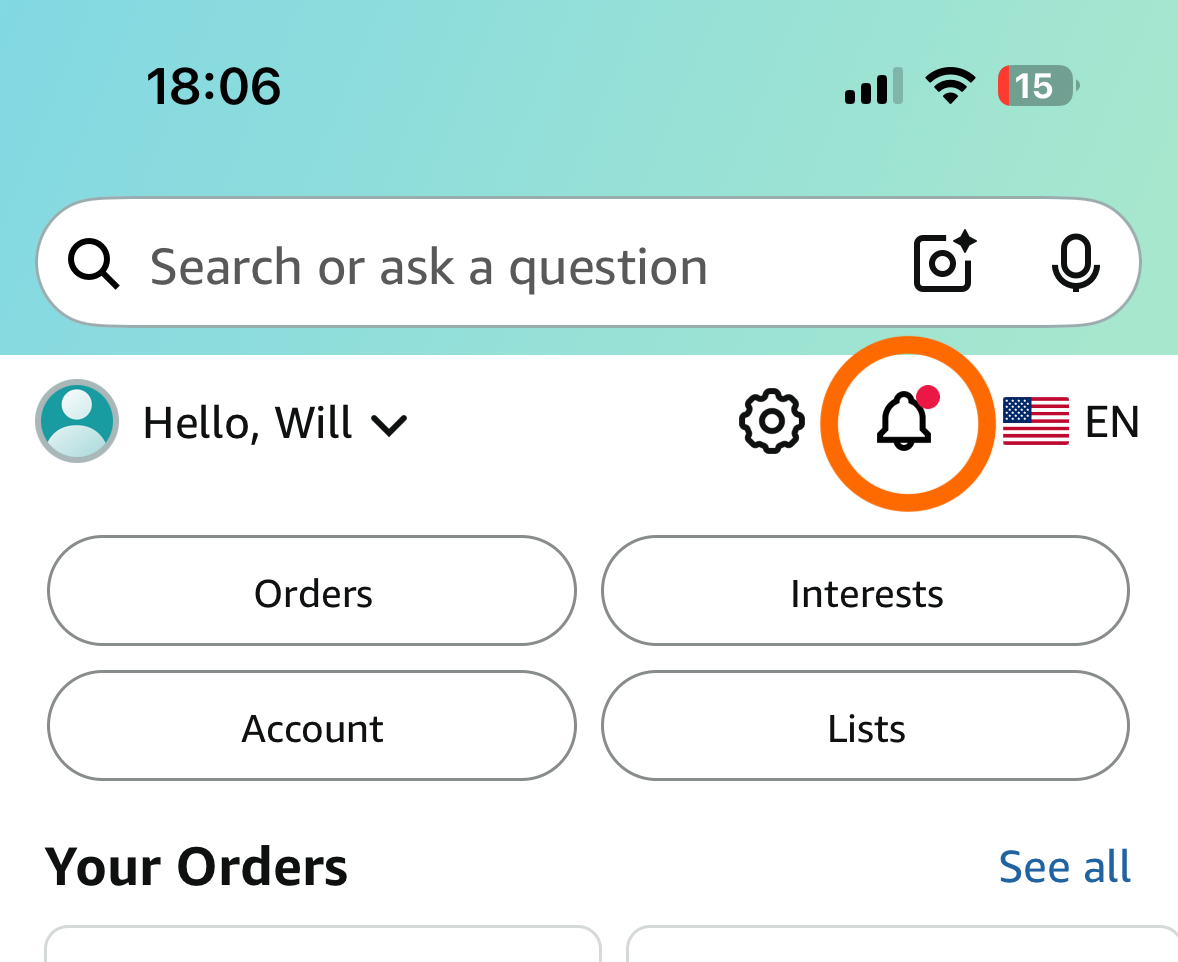 18:06 15
Search or ask a question
Hello, Will EN
Orders Interests
Account Lists
Your Orders See all